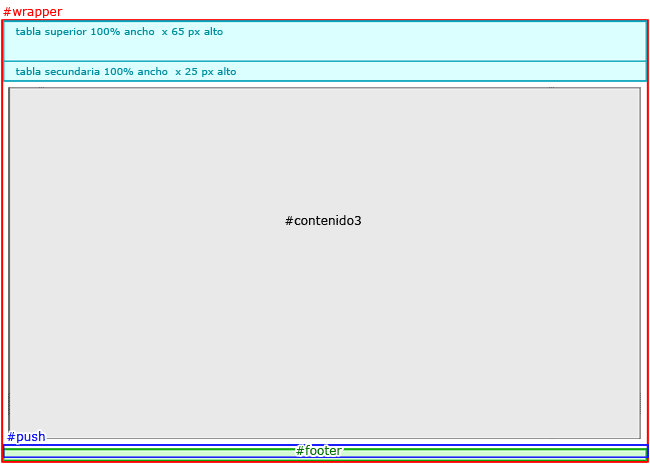 #wrapper
tabla superior 100% ancho x 65 px alto
tabla secundaria 100% ancho x 25 px alto
#contenido3
#push
#footer